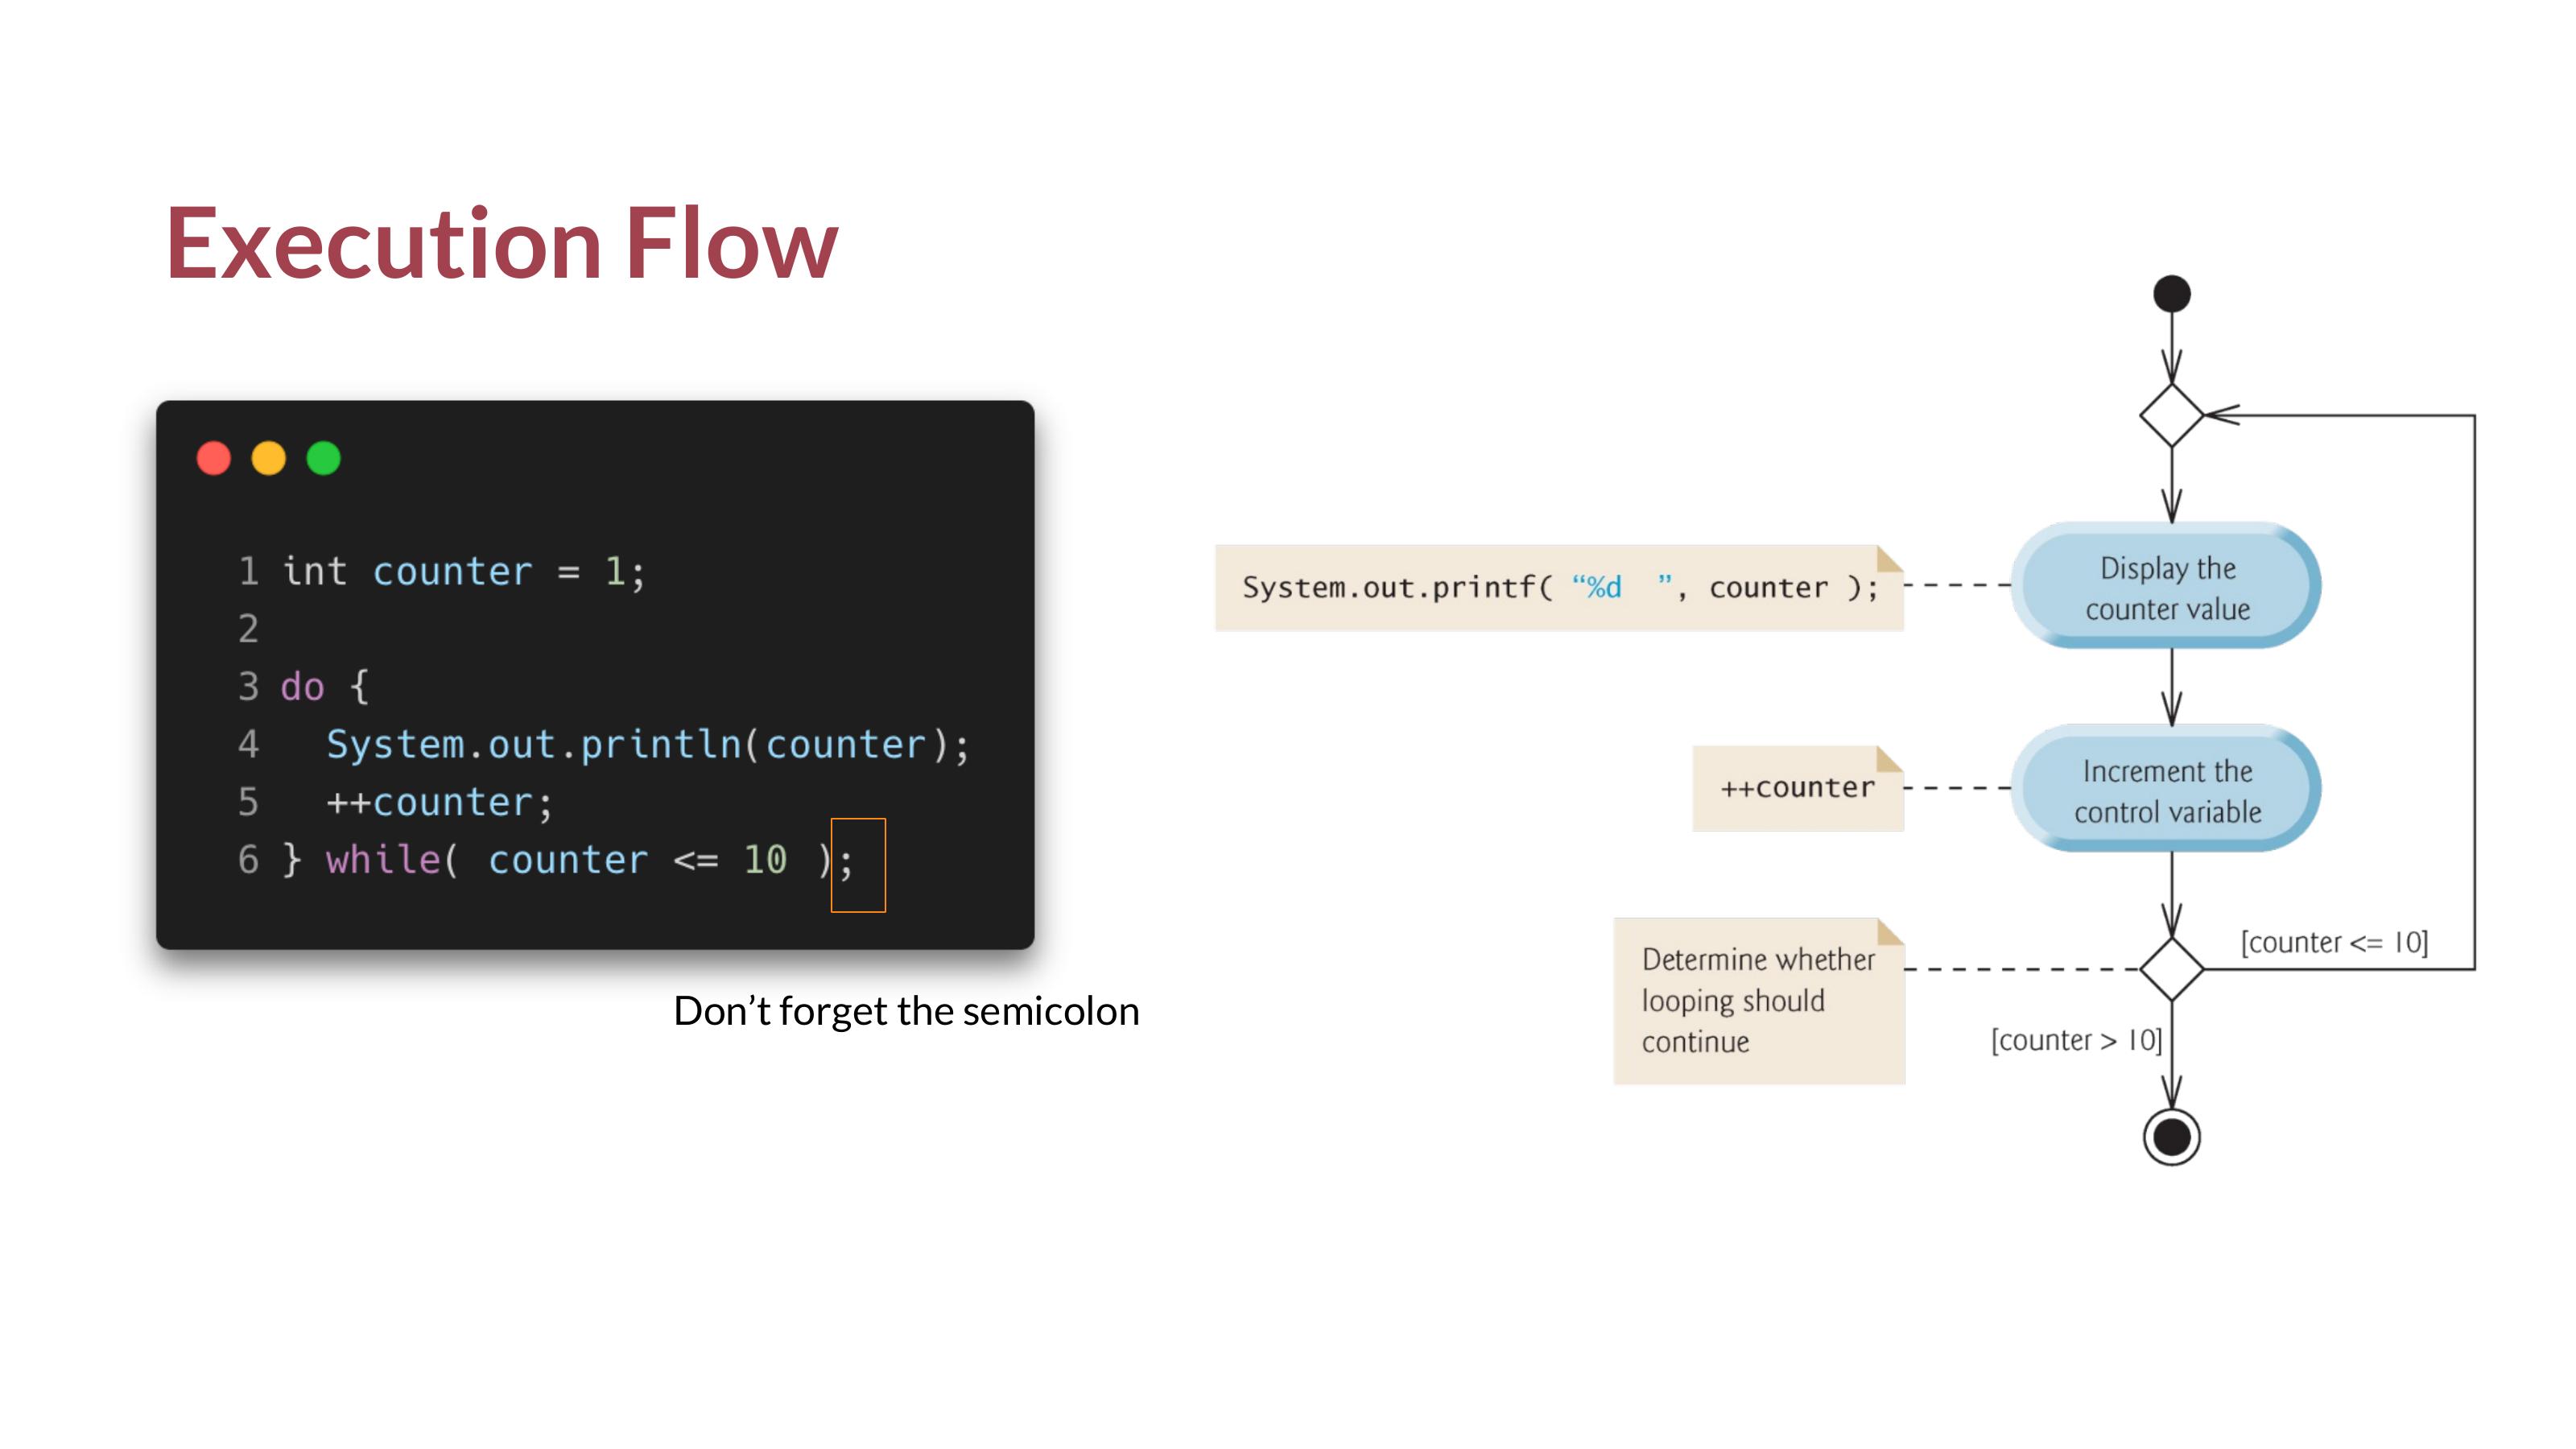 Execution Flow
1 int counter = 1;
2
3 do {
4   System.out.println(counter);
5   ++counter;
6 } while( counter <= 10 );
Don’t forget the semicolon
System.out.printf( “%d  ”, counter );
Display the
counter value
++counter
Increment the
control variable
Determine whether
looping should
continue
[counter <= 10]
[counter > 10]